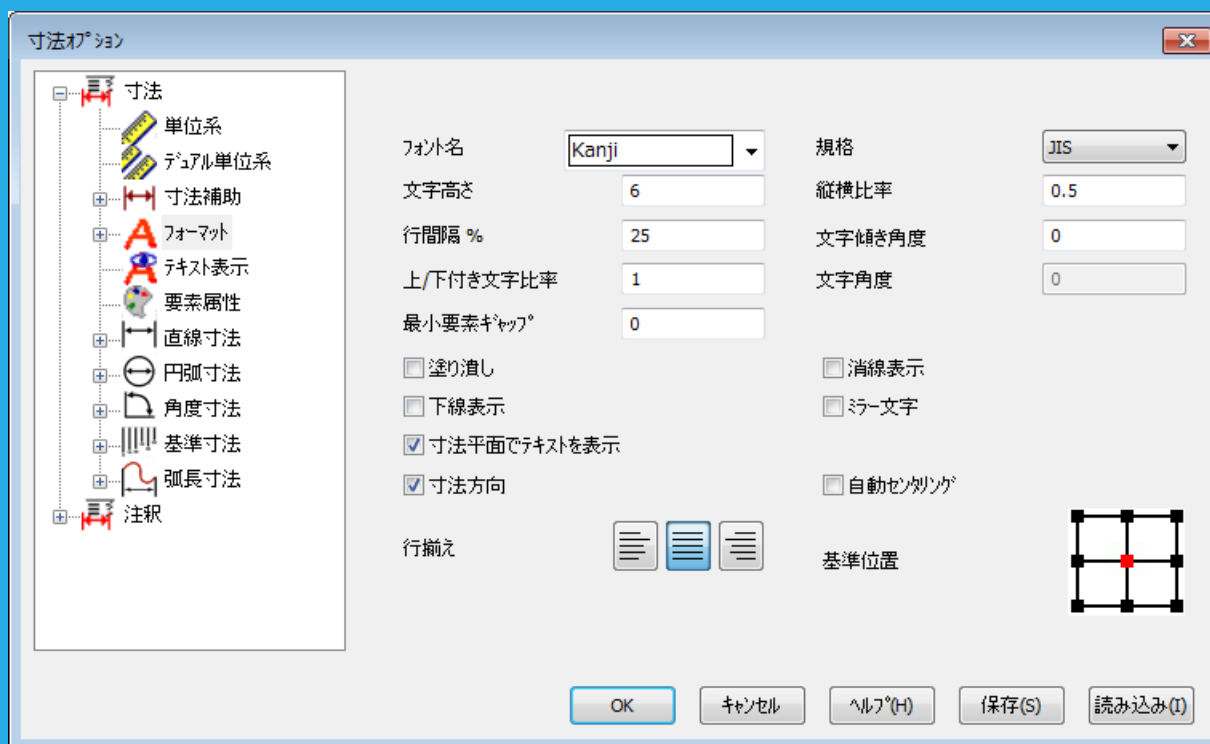 寸法ｵﾌﾟｼｮﾝ
寸法
単位系
ﾃﾞｭｱﾙ単位系
寸法補助
ﾌｫｰﾏｯﾄ
ﾃｷｽﾄ表示
要素属性
直線寸法
円弧寸法
角度寸法
基準寸法
弧長寸法
注釈
ﾌｫﾝﾄ名 Kanji 規格 JIS
文字高さ 6 縦横比率 0.5
行間隔 % 25 文字傾き角度 0
上/下付き文字比率 1 文字角度 0
最小要素ｷﾞｬｯﾌﾟ 0
塗り潰し 消線表示
下線表示 ﾐﾗｰ文字
寸法平面でﾃｷｽﾄを表示
寸法方向 自動ｾﾝﾀﾘﾝｸﾞ
行揃え 基準位置
OK ｷｬﾝｾﾙ ﾍﾙﾌﾟ(H) 保存(S) 読み込み(I)